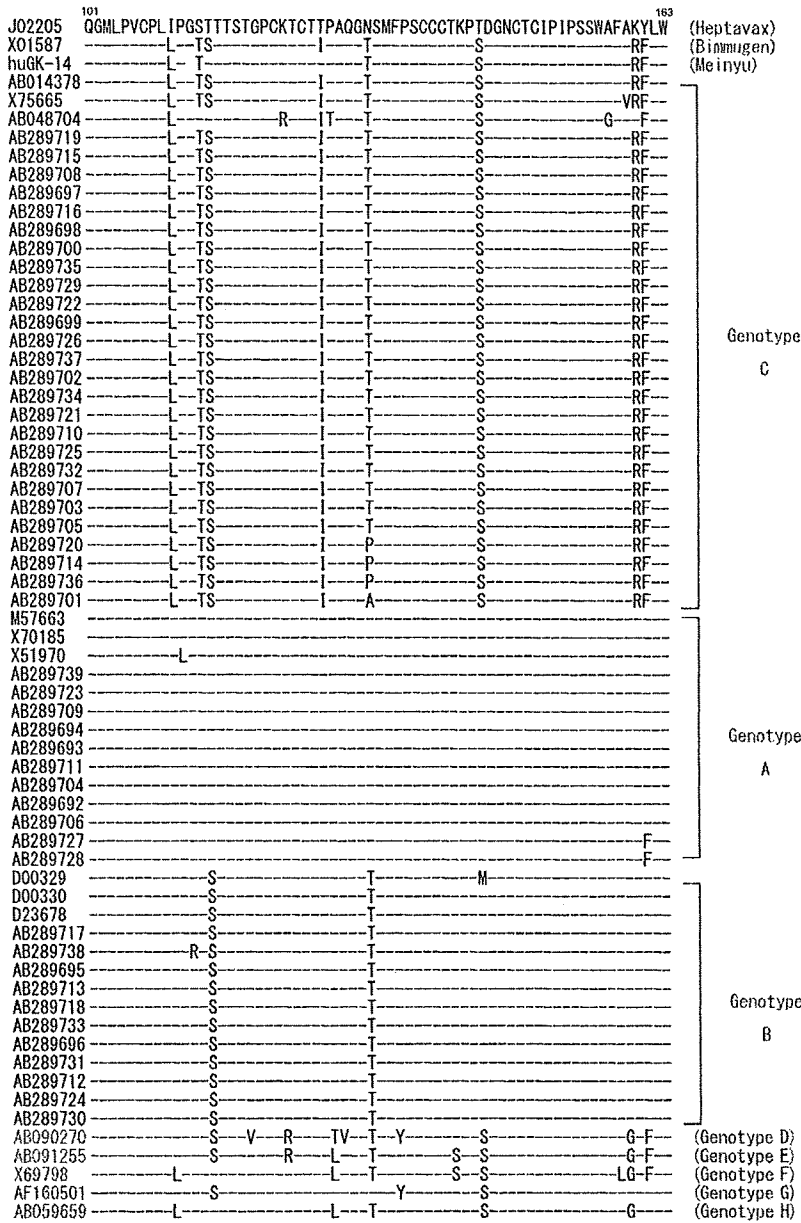 101 163
J02205 QGMLPVCPLIPGSTTTSTGPCKTCTTPAQGNSMFPSCCCTKPTDGNCTCIPIPSSWAFAKYLW (Heptavax)
X01587 ---------L--TS-----------I----T-----------S----------------RF-- (Bimmugen)
huGK-14 ---------L--T-----------------T----------------------------RF-- (Meinyu)
AB014378 ---------L--TS-----------I----T-----------S----------------RF--
X75665 ---------L--TS-----------I----T-----------S---------------VRF--
AB048704 ---------L-----------R---IT---T-----------S-------------G---F--
AB289719 ---------L--TS-----------I----T-----------S----------------RF--
AB289715 ---------L--TS-----------I----T-----------S----------------RF--
AB289708 ---------L--TS-----------I----T-----------S----------------RF--
AB289697 ---------L--TS-----------I----T-----------S----------------RF--
AB289716 ---------L--TS-----------I----T-----------S----------------RF--
AB289698 ---------L--TS-----------I----T-----------S----------------RF--
AB289700 ---------L--TS-----------I----T-----------S----------------RF--
AB289735 ---------L--TS-----------I----T-----------S----------------RF--
AB289729 ---------L--TS-----------I----T-----------S----------------RF--
AB289722 ---------L--TS-----------I----T-----------S----------------RF--
AB289699 ---------L--TS-----------I----T-----------S----------------RF--
AB289726 ---------L--TS-----------I----T-----------S----------------RF--
AB289737 ---------L--TS-----------I----T-----------S----------------RF--
AB289702 ---------L--TS-----------I----T-----------S----------------RF--
AB289734 ---------L--TS-----------I----T-----------S----------------RF--
AB289721 ---------L--TS-----------I----T-----------S----------------RF--
AB289710 ---------L--TS-----------I----T-----------S----------------RF--
AB289725 ---------L--TS-----------I----T-----------S----------------RF--
AB289732 ---------L--TS-----------I----T-----------S----------------RF--
AB289707 ---------L--TS-----------I----T-----------S----------------RF--
AB289703 ---------L--TS-----------I----T-----------S----------------RF--
AB289705 ---------L--TS-----------I----T-----------S----------------RF--
AB289720 ---------L--TS-----------I----P-----------S----------------RF--
AB289714 ---------L--TS-----------I----P-----------S----------------RF--
AB289736 ---------L--TS-----------I----P-----------S----------------RF--
AB289701 ---------L--TS-----------I----A-----------S----------------RF--
Genotype
C
M57663 ---------------------------------------------------------------
X70185 ---------------------------------------------------------------
X51970 ----------L----------------------------------------------------
AB289739 ---------------------------------------------------------------
AB289723 ---------------------------------------------------------------
AB289709 ---------------------------------------------------------------
AB289694 ---------------------------------------------------------------
AB289693 ---------------------------------------------------------------
AB289711 ---------------------------------------------------------------
AB289704 ---------------------------------------------------------------
AB289692 ---------------------------------------------------------------
AB289706 ---------------------------------------------------------------
AB289727 ------------------------------------------------------------F--
AB289728 ------------------------------------------------------------F--
Genotype
A
D00329 -------------S----------------T-----------M--------------------
D00330 -------------S----------------T--------------------------------
D23678 -------------S----------------T--------------------------------
AB289717 -------------S----------------T--------------------------------
AB289738 -----------R-S----------------T--------------------------------
AB289695 -------------S----------------T--------------------------------
AB289713 -------------S----------------T--------------------------------
AB289718 -------------S----------------T--------------------------------
AB289733 -------------S----------------T--------------------------------
AB289696 -------------S----------------T--------------------------------
AB289731 -------------S----------------T--------------------------------
AB289712 -------------S----------------T--------------------------------
AB289724 -------------S----------------T--------------------------------
AB289730 -------------S----------------T--------------------------------
Genotype
B
AB090270 -------------S---V---R----TV--T--Y--------S---------------G-F-- (Genotype D)
AB091255 ---------------------R----L---T--------S--S---------------G-F-- (Genotype E)
X69798 ---------L----------------L---T--------S--S--------------LG-F-- (Genotype F)
AF160501 -------------S-------------------Y--------S-------------------- (Genotype G)
AB059659 ---------L----------------L---T-----------S---------------G---- (Genotype H)